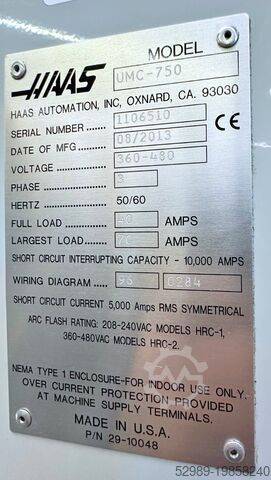 HAAS
MODEL
UMC-750
HAAS AUTOMATION, INC, OXNARD, CA. 93030
SERIAL NUMBER ..... 1106510
DATE OF MFG ........ 08/2013
VOLTAGE .............. 360-480
PHASE .................. 3
HERTZ 50/60
FULL LOAD ........... 40 AMPS
LARGEST LOAD ..... 20 AMPS
SHORT CIRCUIT INTERRUPTING CAPACITY - 10,000 AMPS
WIRING DIAGRAM ... 96 0284
SHORT CIRCUIT CURRENT 5,000 Amps RMS SYMMETRICAL
ARC FLASH RATING: 208-240VAC MODELS HRC-1,
360-480VAC MODELS HRC-2.
NEMA TYPE 1 ENCLOSURE-FOR INDOOR USE ONLY.
OVER CURRENT PROTECTION PROVIDED
AT MACHINE SUPPLY TERMINALS.
MADE IN U.S.A.
P/N 29-10048
52989-19858240